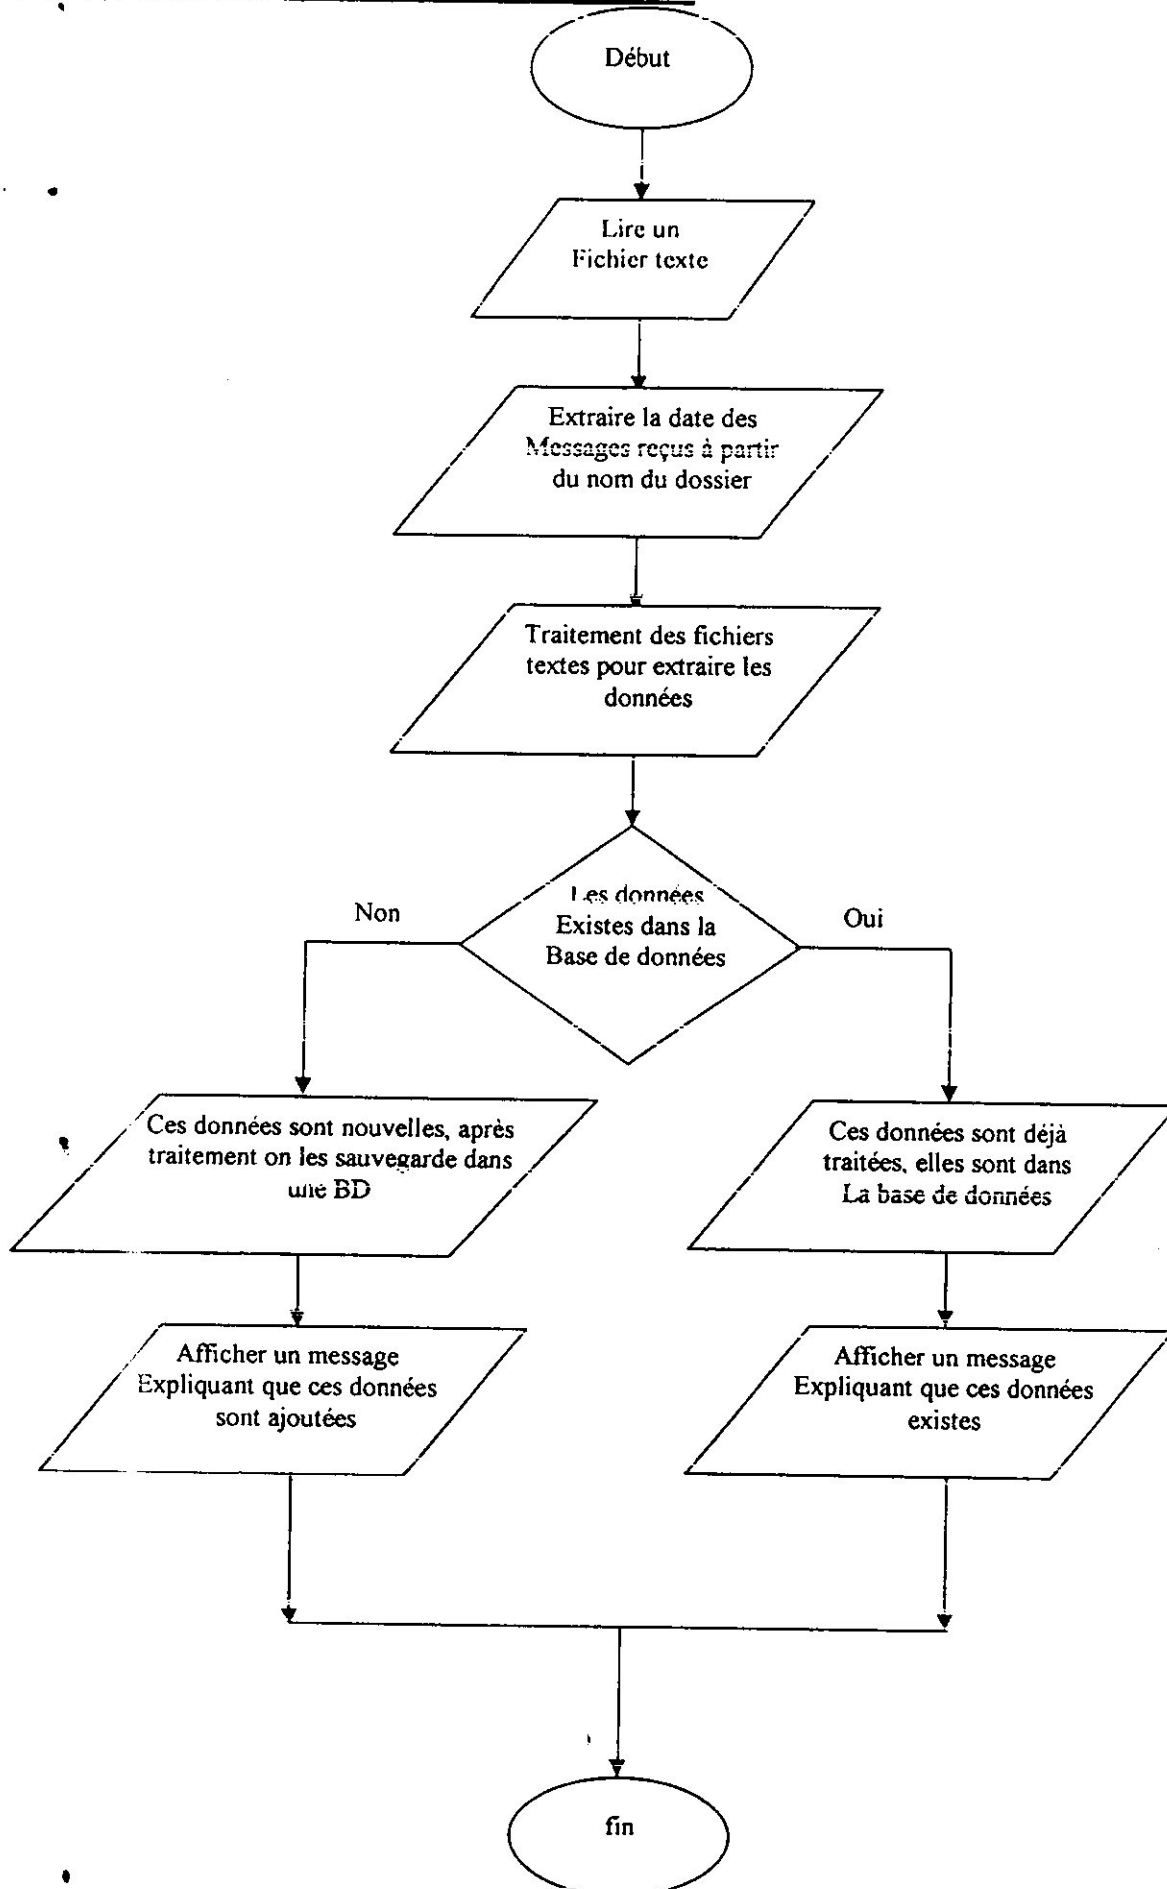 Début
Lire un
Fichier texte
Extraire la date des
Messages reçus à partir
du nom du dossier
Traitement des fichiers
textes pour extraire les
données
Les données
Existes dans la
Base de données
Non
Oui
Ces données sont nouvelles, après
traitement on les sauvegarde dans
une BD
Ces données sont déjà
traitées, elles sont dans
La base de données
Afficher un message
Expliquant que ces données
sont ajoutées
Afficher un message
Expliquant que ces données
existes
fin